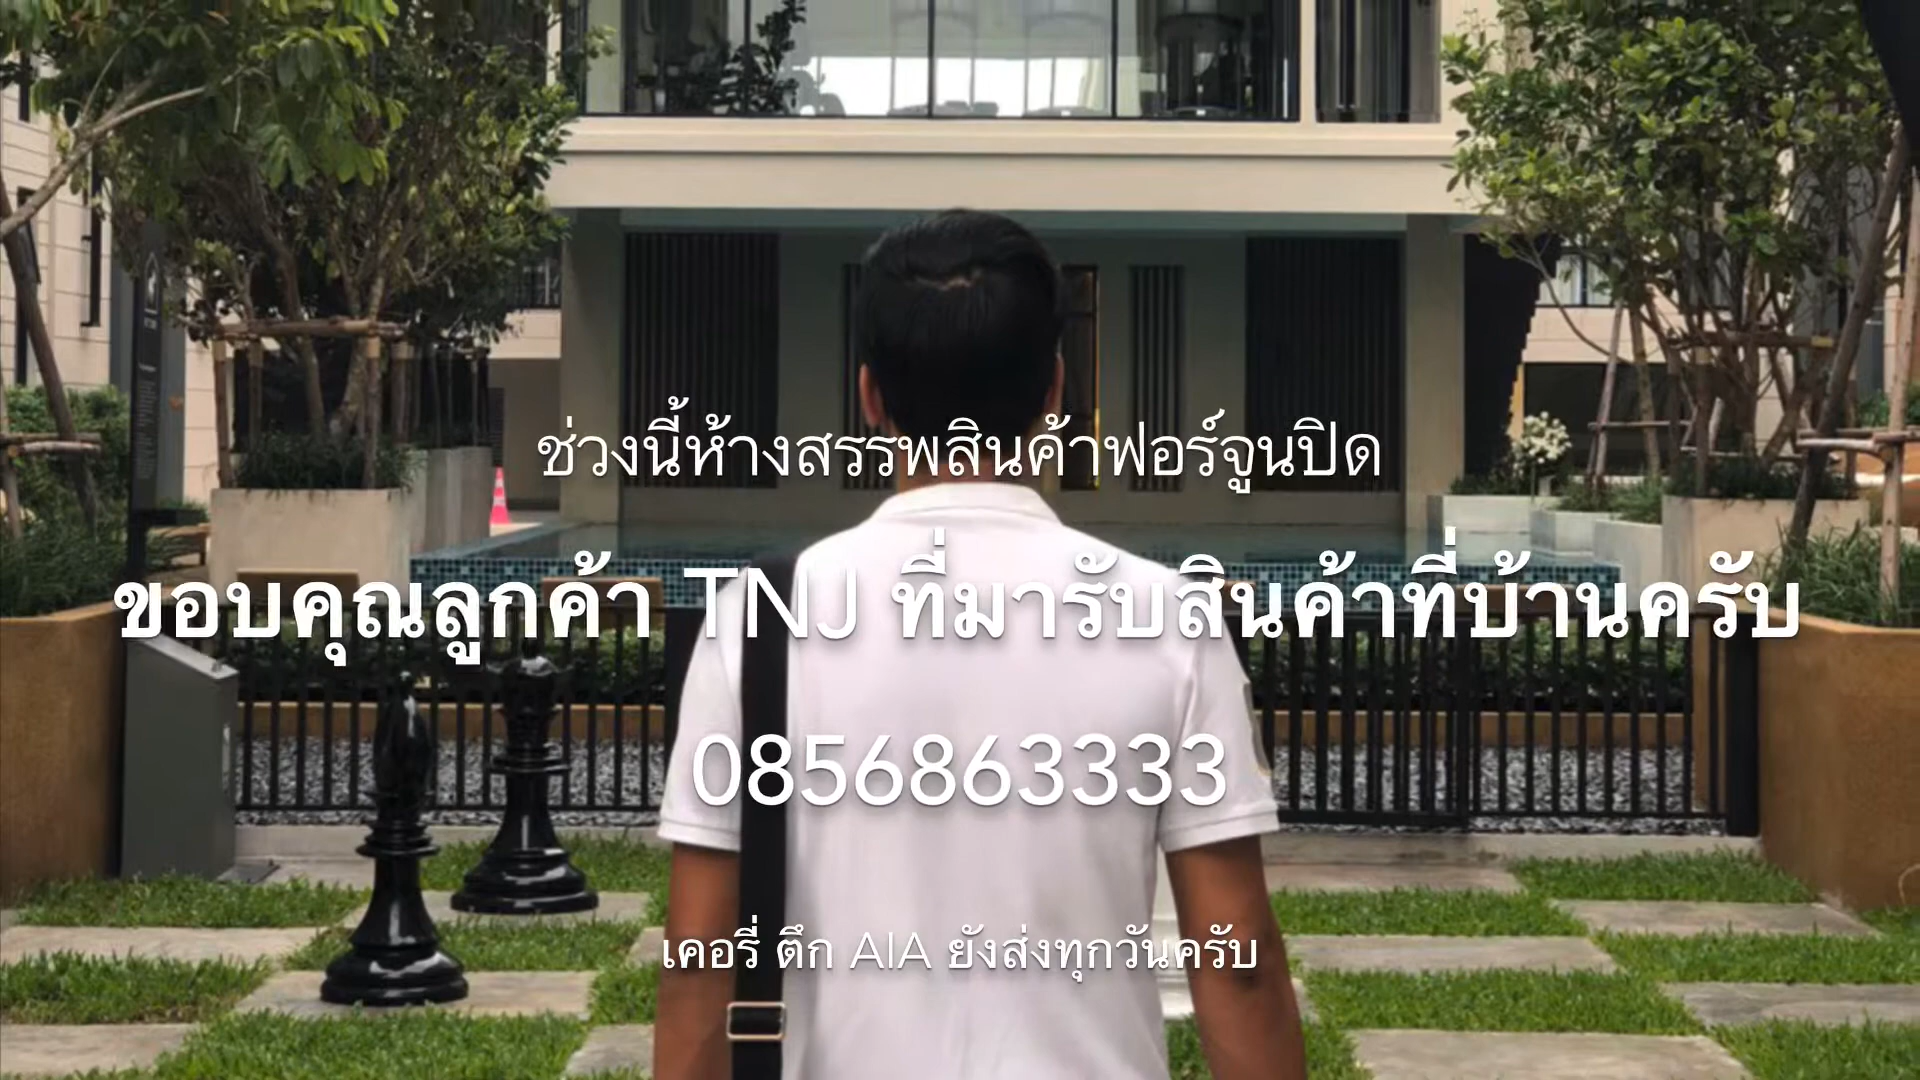 ช่วงนี้ห้างสรรพสินค้าฟอร์จูนปิด
ขอบคุณลูกค้า TNJ ที่มารับสินค้าที่บ้านครับ
0856863333
เคอรี่ ตึก AIA ยังส่งทุกวันครับ